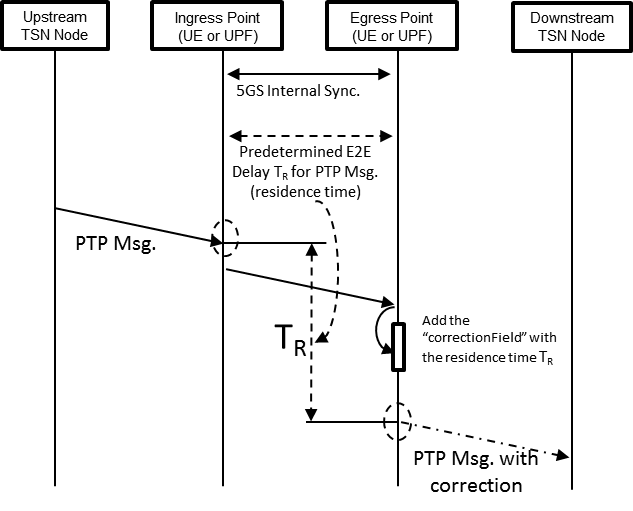 Upstream
TSN Node
Ingress Point
(UE or UPF)
Egress Point
(UE or UPF)
Downstream
TSN Node
5GS Internal Sync.
Predetermined E2E
Delay TR for PTP Msg.
(residence time)
PTP Msg.
TR
Add the
“correctionField” with
the residence time TR
PTP Msg. with
correction